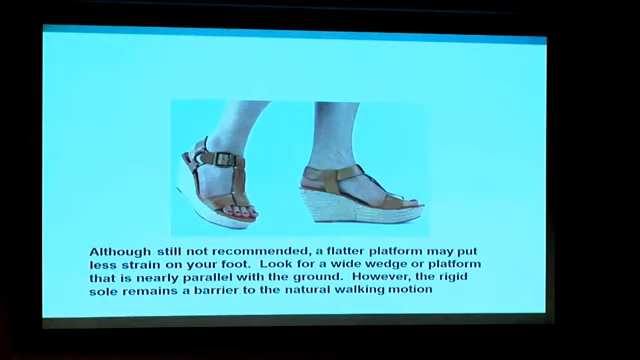 Although still not recommended, a flatter platform may put
less strain on your foot.  Look for a wide wedge or platform
that is nearly parallel with the ground.  However, the rigid
sole remains a barrier to the natural walking motion